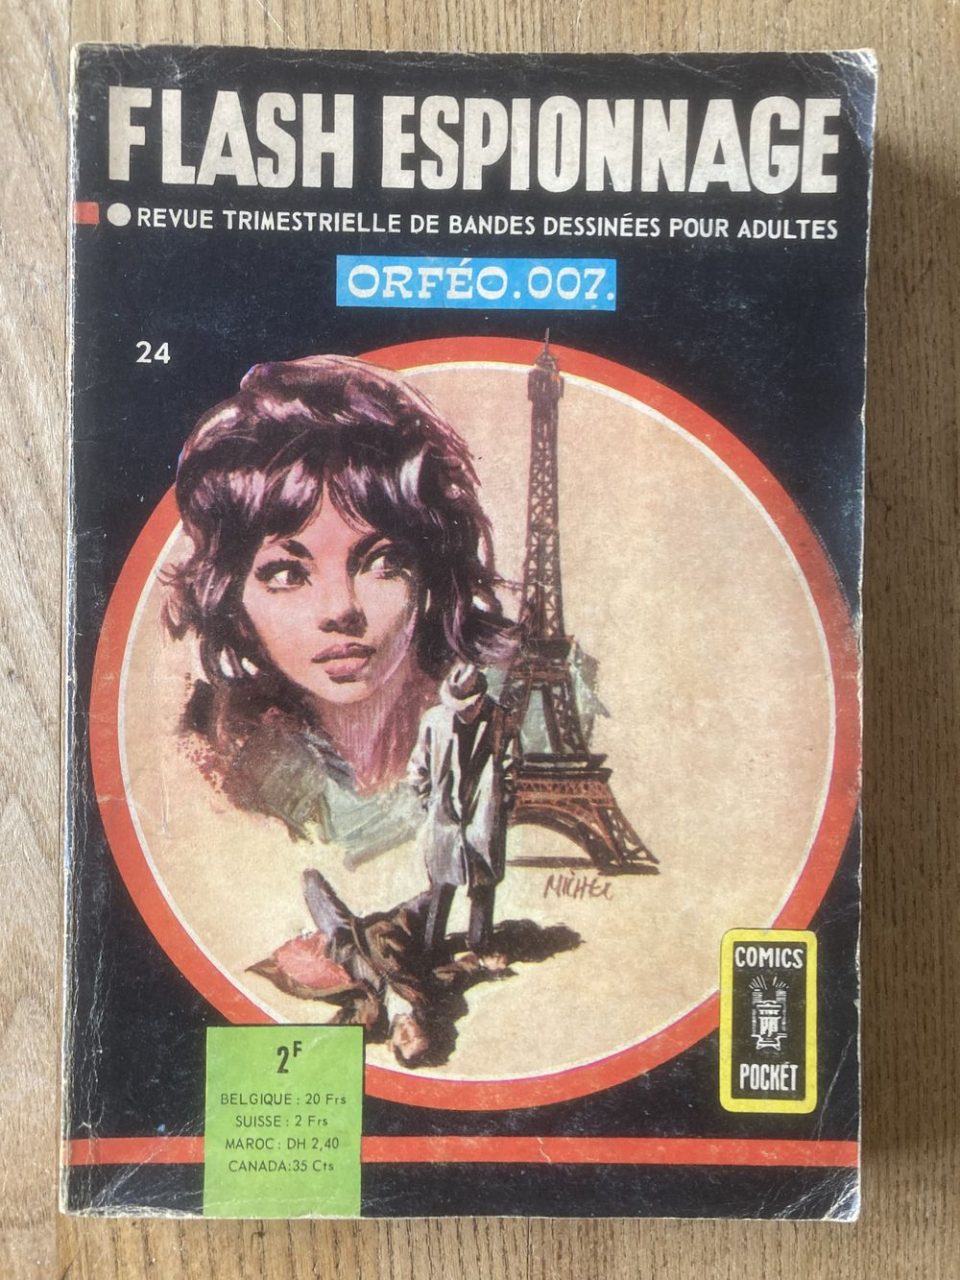 FLASH ESPIONNAGE
REVUE TRIMESTRIELLE DE BANDES DESSINÉES POUR ADULTES
ORFÉO.007.
24
MICHEL
COMICS
POCKÉT
2F
BELGIQUE : 20 Frs
SUISSE : 2 Frs
MAROC : DH 2,40
CANADA:35 Cts